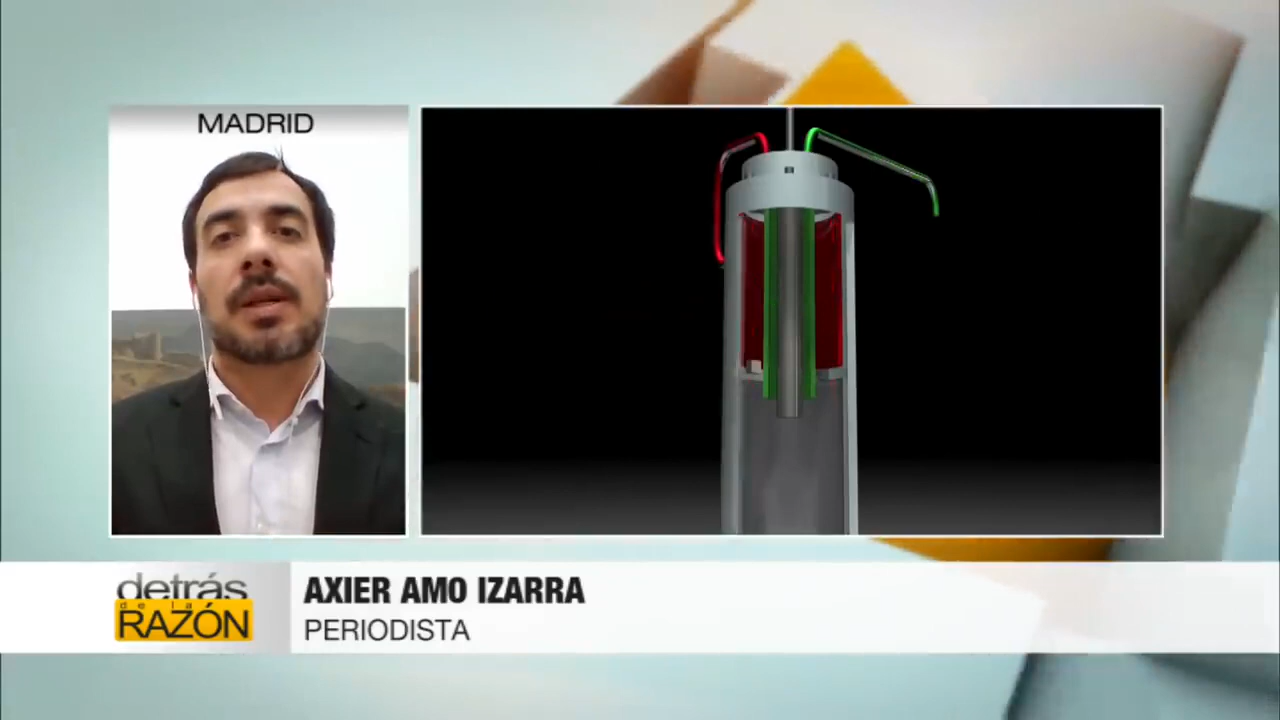 MADRID
detrás
de la
RAZÓN
AXIER AMO IZARRA
PERIODISTA